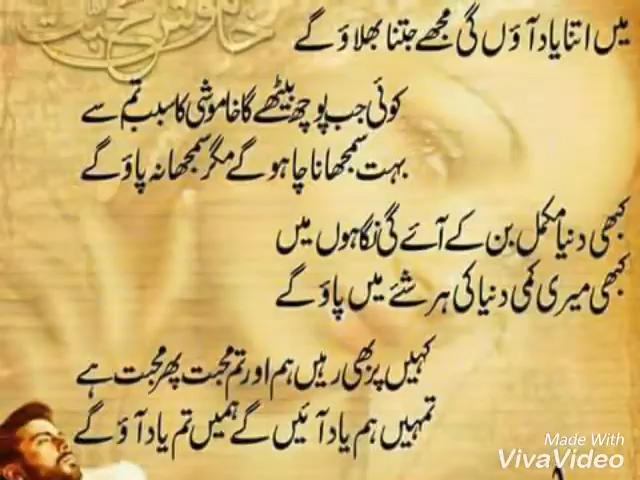 خاموش محبت
میں اتنا یاد آؤں گی مجھے جتنا بھلاؤ گے
کوئی جب پوچھ بیٹھے گا خاموشی کا سبب تم سے
بہت سمجھانا چاہو گے مگر سمجھا نہ پاؤ گے
کبھی دنیا مکمل بن کے آئے گی نگاہوں میں
کبھی میری کمی دنیا کی ہر شئے میں پاؤ گے
کہیں پر بھی رہیں ہم اور تم محبت پھر محبت ہے
تمہیں ہم یاد آئیں گے ہمیں تم یاد آؤ گے
Made With
VivaVideo